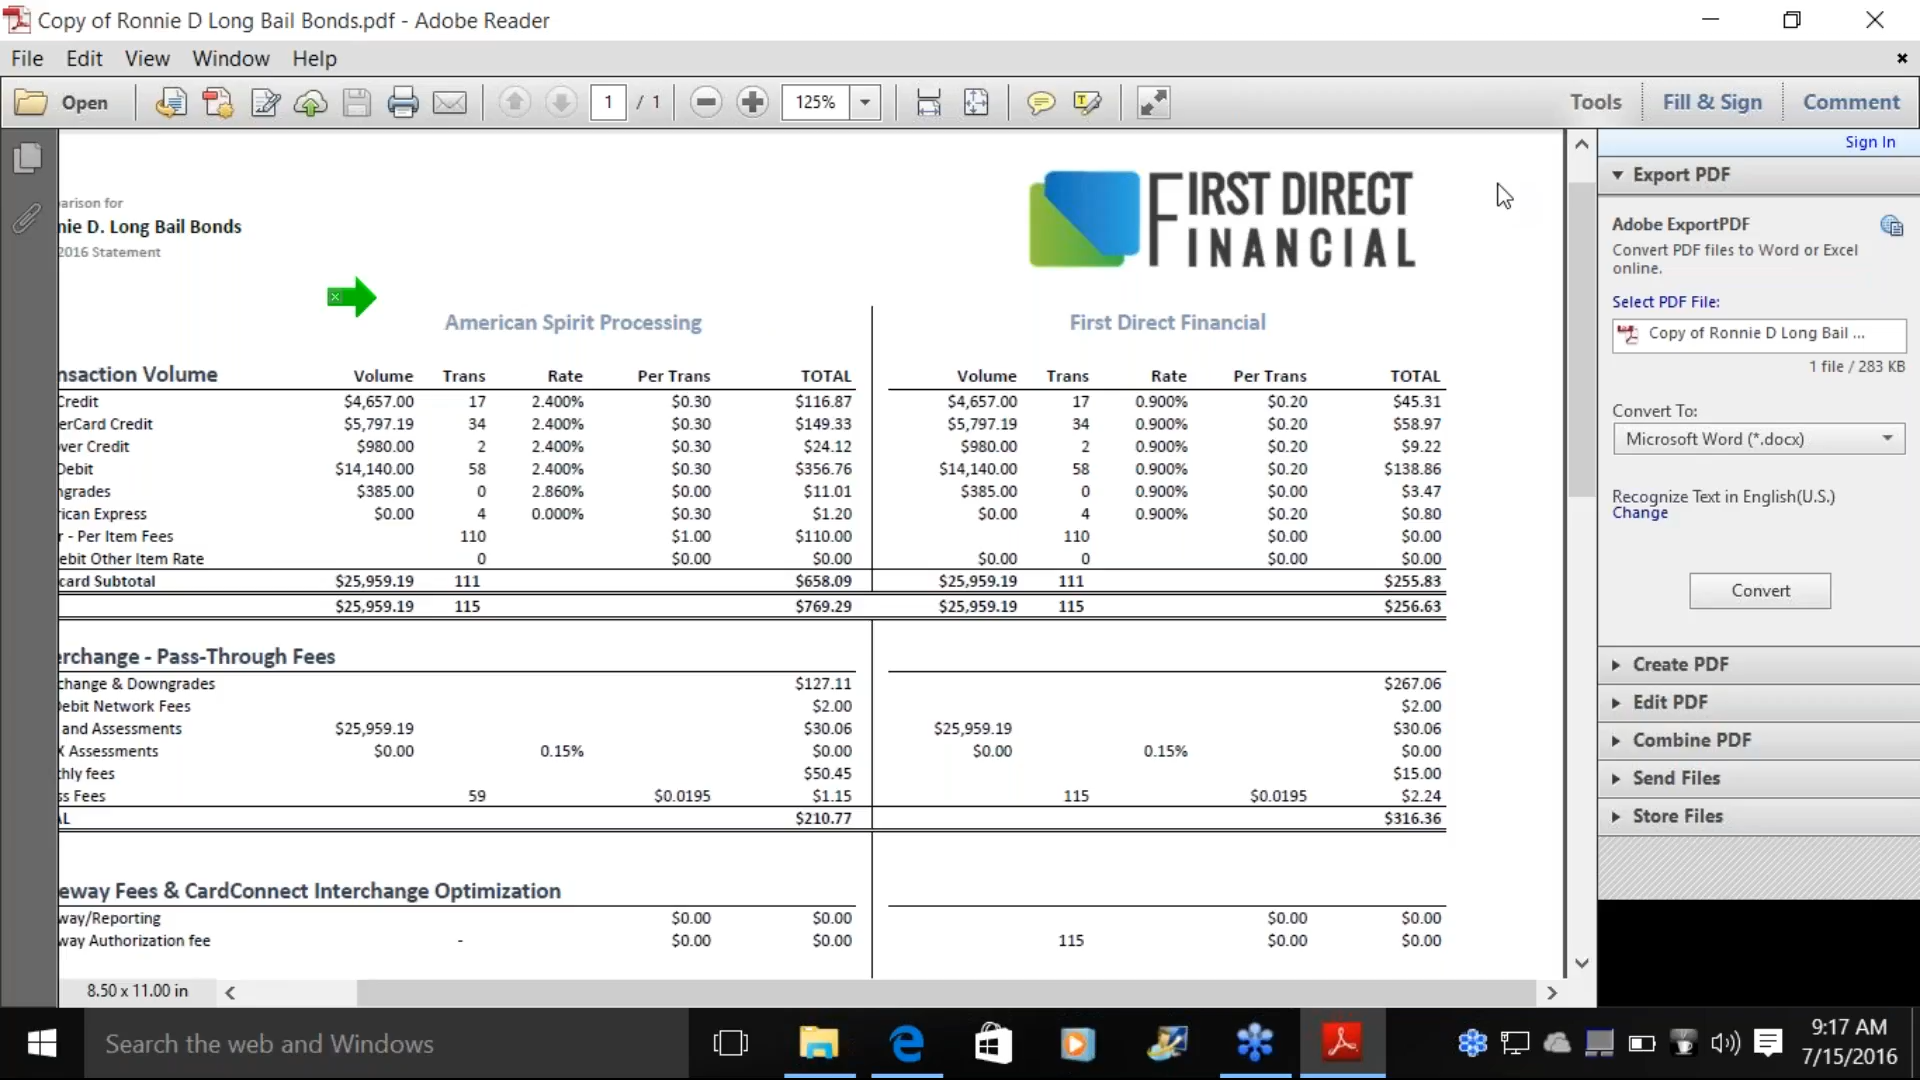 Copy of Ronnie D Long Bail Bonds.pdf - Adobe Reader
File Edit View Window Help
Open 1 / 1 125% Tools Fill & Sign Comment
Sign In
Export PDF
Adobe ExportPDF
Convert PDF files to Word or Excel
online.
Select PDF File:
Copy of Ronnie D Long Bail ...
1 file / 283 KB
Convert To:
Microsoft Word (*.docx)
Recognize Text in English(U.S.)
Change
Convert
Create PDF
Edit PDF
Combine PDF
Send Files
Store Files
arison for
nie D. Long Bail Bonds
2016 Statement
FIRST DIRECT
FINANCIAL
American Spirit Processing First Direct Financial
nsaction Volume Volume Trans Rate Per Trans TOTAL Volume Trans Rate Per Trans TOTAL
Credit $4,657.00 17 2.400% $0.30 $116.87 $4,657.00 17 0.900% $0.20 $45.31
erCard Credit $5,797.19 34 2.400% $0.30 $149.33 $5,797.19 34 0.900% $0.20 $58.97
ver Credit $980.00 2 2.400% $0.30 $24.12 $980.00 2 0.900% $0.20 $9.22
Debit $14,140.00 58 2.400% $0.30 $356.76 $14,140.00 58 0.900% $0.20 $138.86
ngrades $385.00 0 2.860% $0.00 $11.01 $385.00 0 0.900% $0.00 $3.47
rican Express $0.00 4 0.000% $0.30 $1.20 $0.00 4 0.900% $0.20 $0.80
r - Per Item Fees 110 $1.00 $110.00 110 $0.00 $0.00
ebit Other Item Rate 0 $0.00 $0.00 $0.00 0 $0.00 $0.00
card Subtotal $25,959.19 111 $658.09 $25,959.19 111 $255.83
$25,959.19 115 $769.29 $25,959.19 115 $256.63
erchange - Pass-Through Fees
change & Downgrades $127.11 $267.06
ebit Network Fees $2.00 $2.00
and Assessments $25,959.19 $30.06 $25,959.19 $30.06
X Assessments $0.00 0.15% $0.00 $0.00 0.15% $0.00
thly fees $50.45 $15.00
ss Fees 59 $0.0195 $1.15 115 $0.0195 $2.24
AL $210.77 $316.36
eway Fees & CardConnect Interchange Optimization
way/Reporting $0.00 $0.00 $0.00 $0.00
way Authorization fee - $0.00 $0.00 115 $0.00 $0.00
8.50 x 11.00 in
Search the web and Windows
9:17 AM
7/15/2016